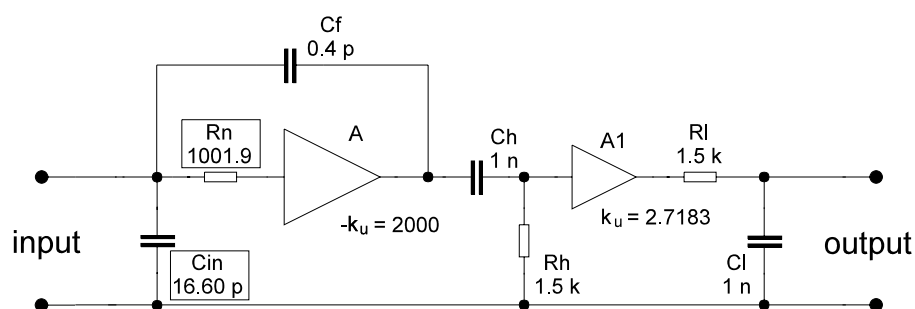 Cf
0.4 p
Rn
1001.9
A
-ku = 2000
Ch
1 n
A1
ku = 2.7183
Rl
1.5 k
input
Cin
16.60 p
Rh
1.5 k
Cl
1 n
output